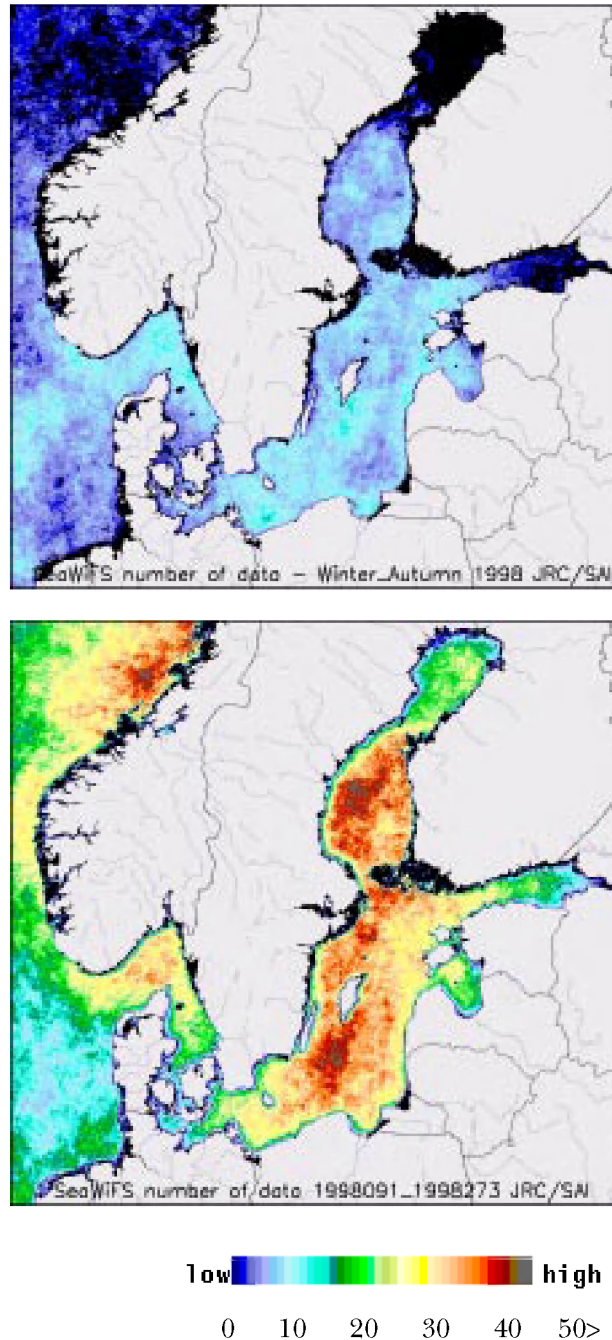 SeaWiFS number of data - Winter_Autumn 1998 JRC/SAI
SeaWiFS number of data 1998091_1998273 JRC/SAI
low high
0 10 20 30 40 50>